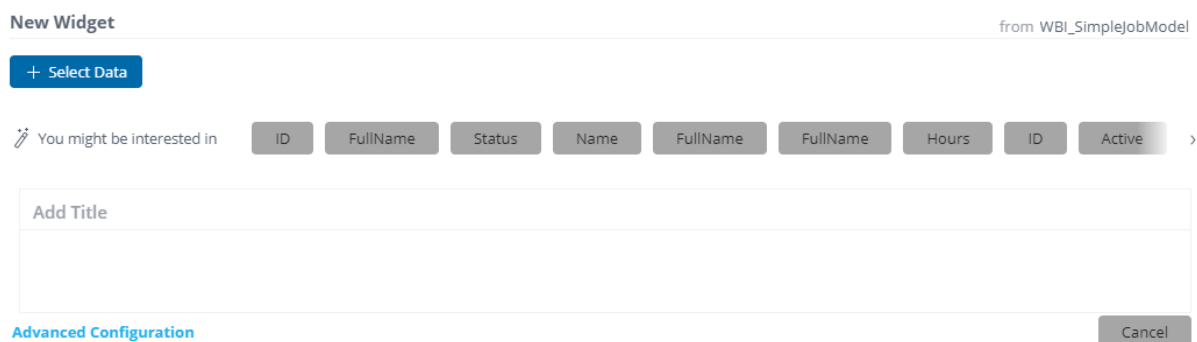 New Widget
from WBI_SimpleJobModel
+ Select Data
You might be interested in ID FullName Status Name FullName FullName Hours ID Active
Add Title
Advanced Configuration
Cancel